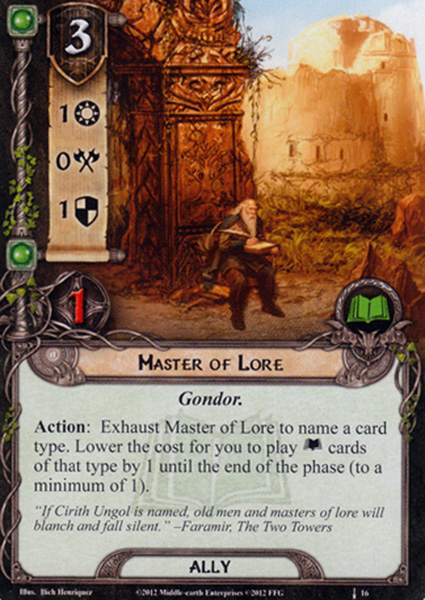 3
1
0
1
1
MASTER OF LORE
Gondor.
Action: Exhaust Master of Lore to name a card
type. Lower the cost for you to play cards
of that type by 1 until the end of the phase (to a
minimum of 1).
“If Cirith Ungol is named, old men and masters of lore will
blanch and fall silent.” –Faramir, The Two Towers
ALLY
Illus. Ilich Henriquez ©2012 Middle-earth Enterprises ©2012 FFG 16